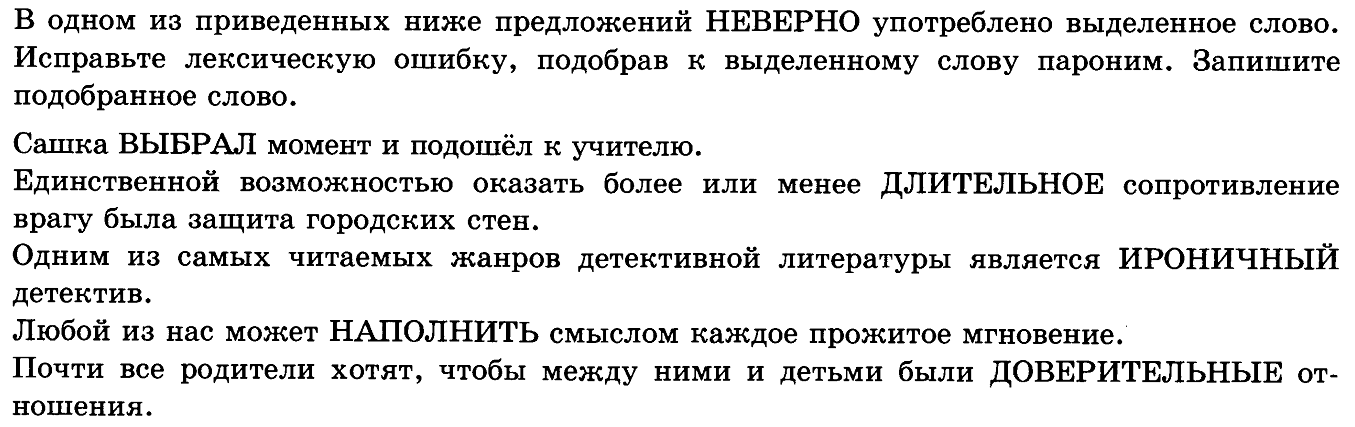 В одном из приведенных ниже предложений НЕВЕРНО употреблено выделенное слово.
Исправьте лексическую ошибку, подобрав к выделенному слову пароним. Запишите
подобранное слово.
Сашка ВЫБРАЛ момент и подошёл к учителю.
Единственной возможностью оказать более или менее ДЛИТЕЛЬНОЕ сопротивление
врагу была защита городских стен.
Одним из самых читаемых жанров детективной литературы является ИРОНИЧНЫЙ
детектив.
Любой из нас может НАПОЛНИТЬ смыслом каждое прожитое мгновение.
Почти все родители хотят, чтобы между ними и детьми были ДОВЕРИТЕЛЬНЫЕ от-
ношения.